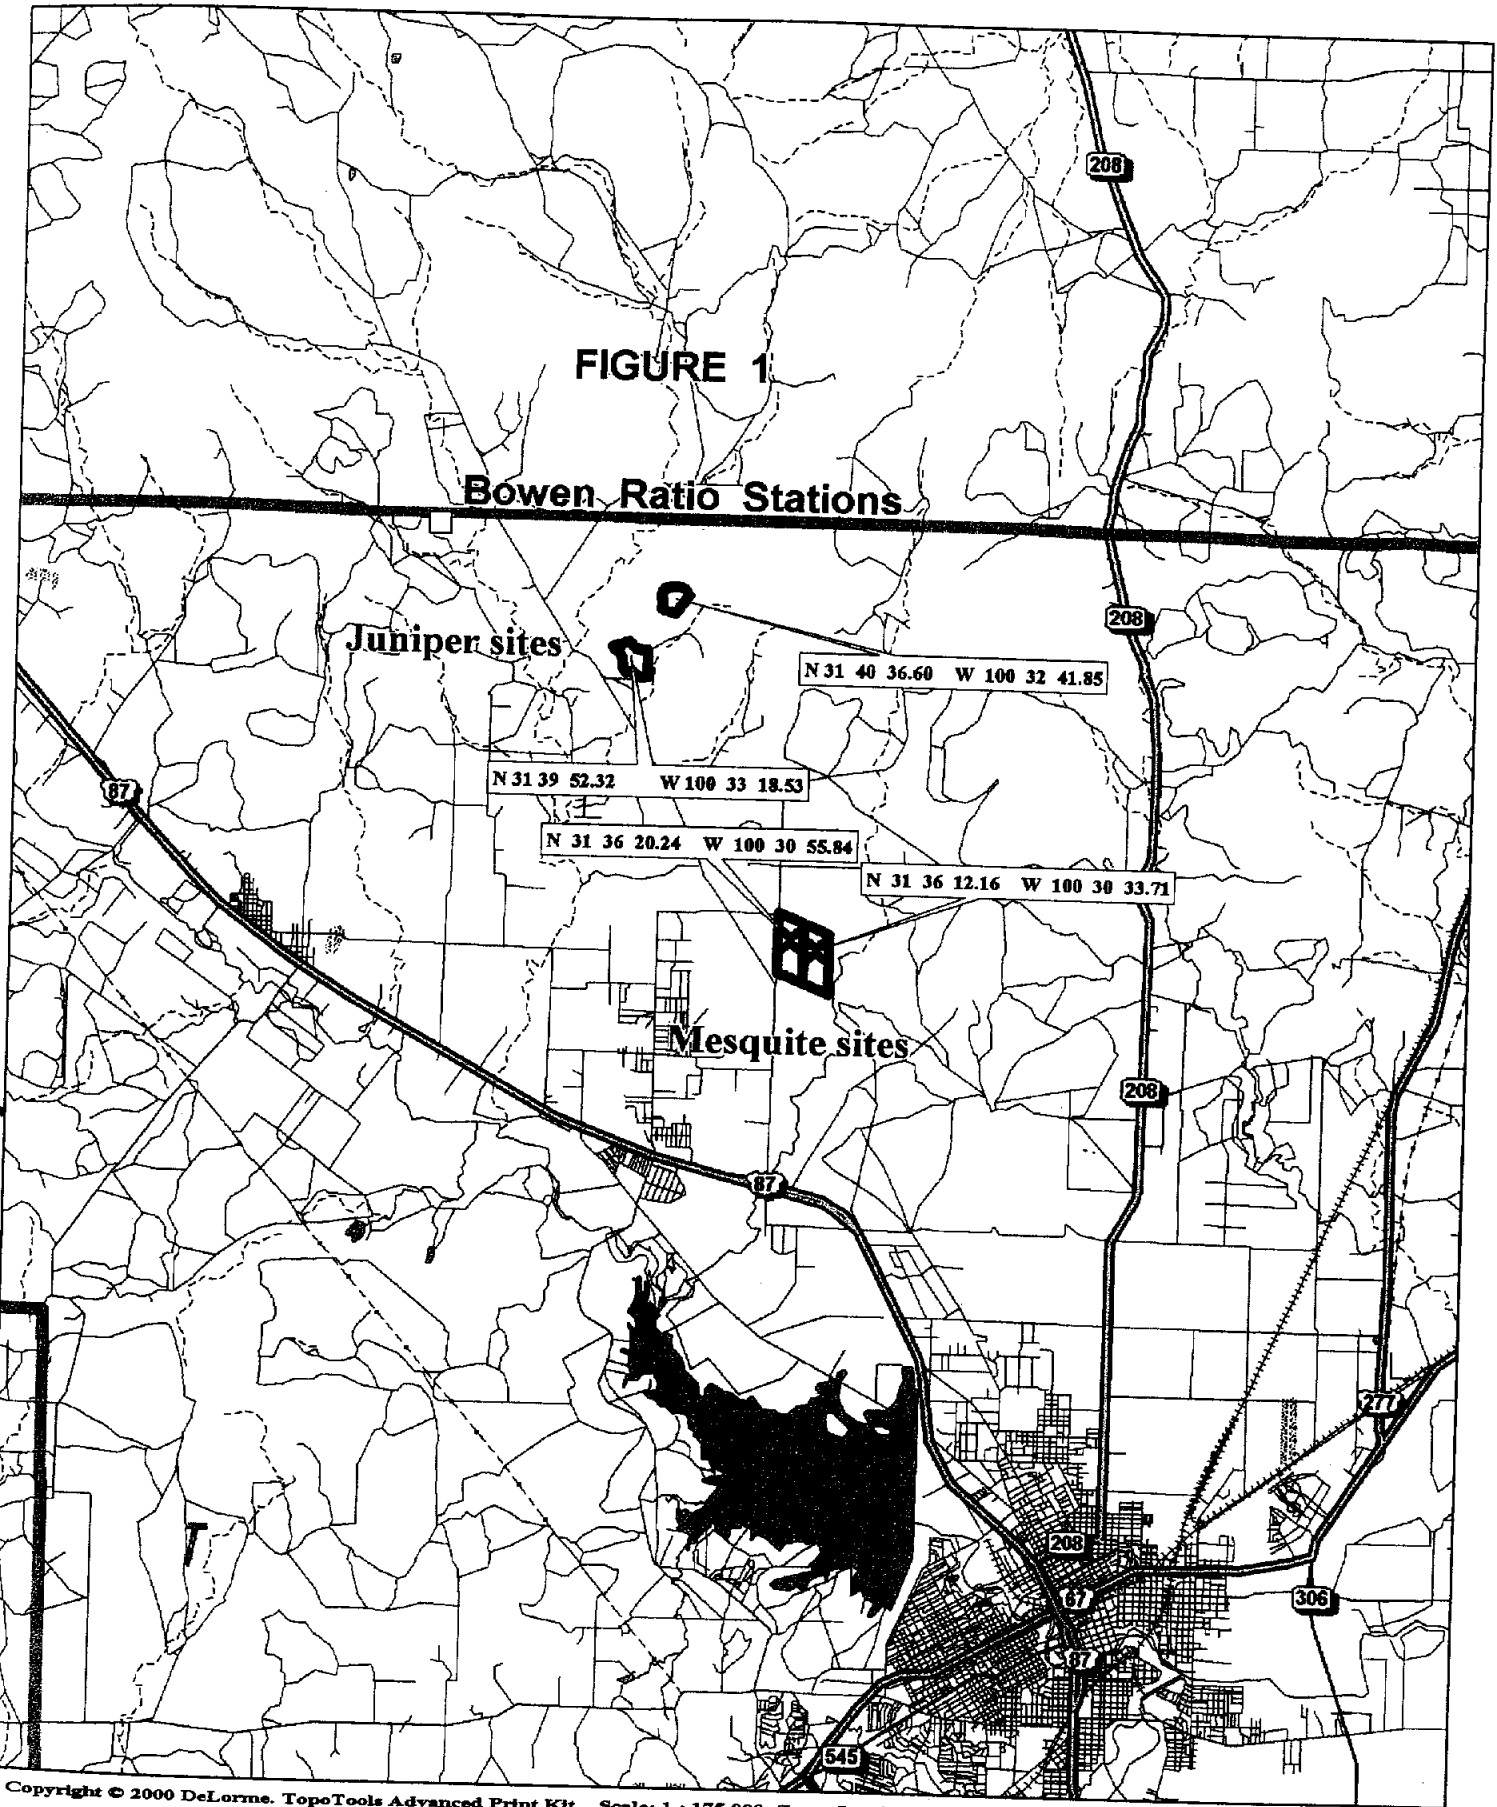 208
FIGURE 1
Bowen Ratio Stations
208
Juniper sites
N 31 40 36.60 W 100 32 41.85
N 31 39 52.32 W 100 33 18.53
87
N 31 36 20.24 W 100 30 55.84
N 31 36 12.16 W 100 30 33.71
Mesquite sites
208
87
277
208
67
306
87
545
Copyright © 2000 DeLorme. TopoTools Advanced Print Kit.